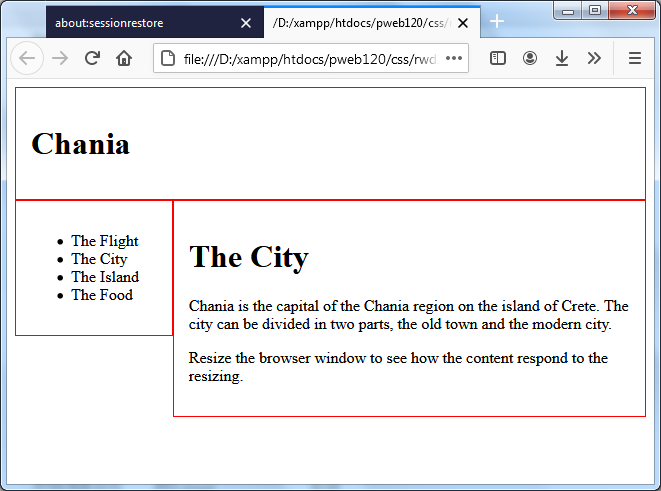 about:sessionrestore
/D:/xampp/htdocs/pweb120/css/
file:///D:/xampp/htdocs/pweb120/css/rwd
Chania
The Flight
The City
The Island
The Food
The City
Chania is the capital of the Chania region on the island of Crete. The
city can be divided in two parts, the old town and the modern city.
Resize the browser window to see how the content respond to the
resizing.